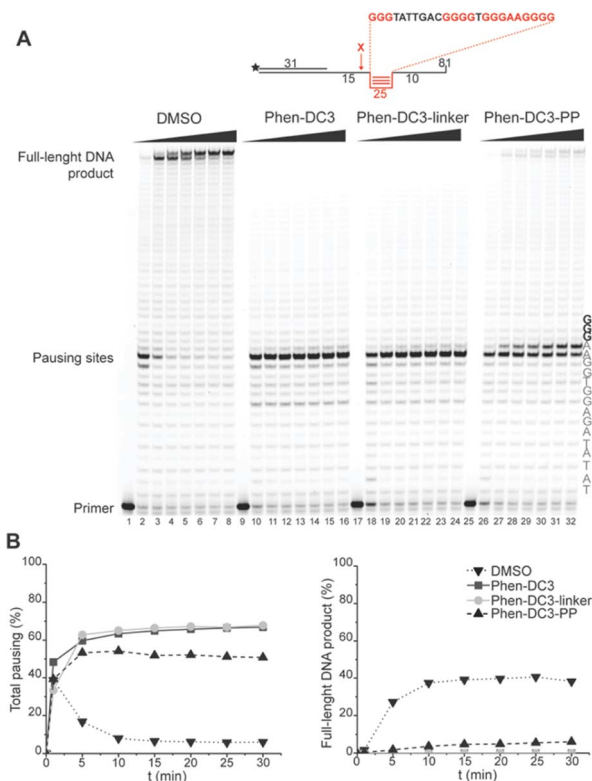 GGGTATTGACGGGGTGGGAAGGGG
A
X
31
81
15
10
25
DMSO
Phen-DC3
Phen-DC3-linker
Phen-DC3-PP
Full-lenght DNA
product
Pausing sites
G
G
G
A
A
G
G
T
G
G
A
G
A
T
A
T
A
T
Primer
1 2 3 4 5 6 7 8 9 10 11 12 13 14 15 16 17 18 19 20 21 22 23 24 25 26 27 28 29 30 31 32
B
Total pausing (%)
100
80
60
40
20
0
0 5 10 15 20 25 30
t (min)
Full-lenght DNA product (%)
100
80
60
40
20
0
0 5 10 15 20 25 30
t (min)
DMSO
Phen-DC3
Phen-DC3-linker
Phen-DC3-PP